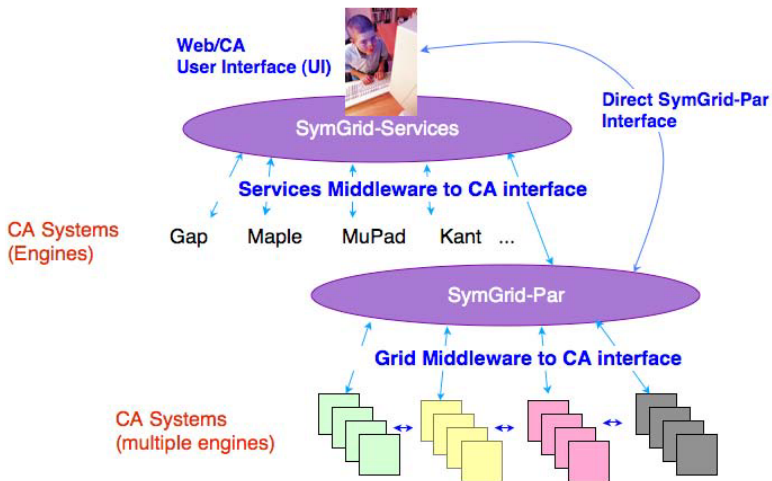 Web/CA
User Interface (UI)
SymGrid-Services
Direct SymGrid-Par
Interface
Services Middleware to CA interface
CA Systems
(Engines)
Gap Maple MuPad Kant ...
SymGrid-Par
Grid Middleware to CA interface
CA Systems
(multiple engines)